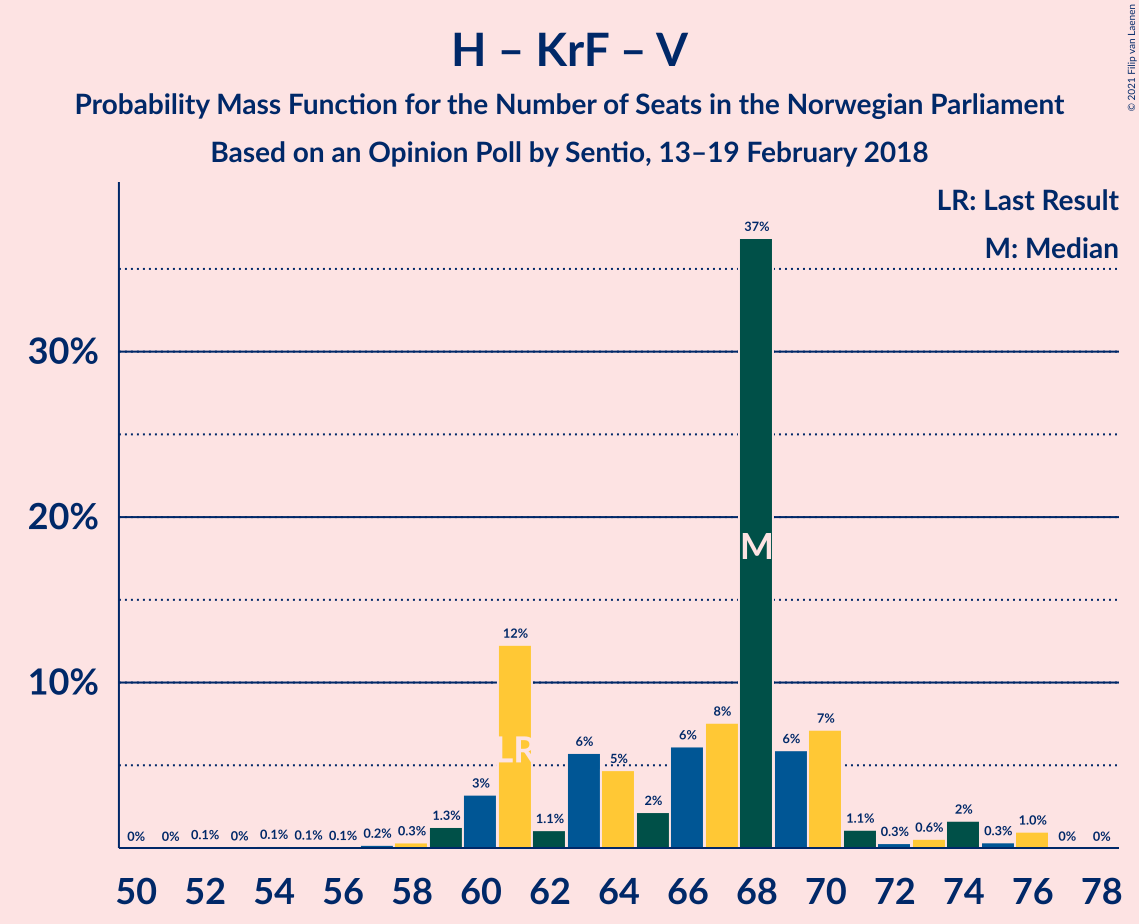 H – KrF – V
Probability Mass Function for the Number of Seats in the Norwegian Parliament
Based on an Opinion Poll by Sentio, 13–19 February 2018
© 2021 Filip van Laenen
LR: Last Result
M: Median
30%
20%
10%
0% 0% 0.1% 0% 0.1% 0.1% 0.1% 0.2% 0.3% 1.3% 3% 12% 1.1% 6% 5% 2% 6% 8% 37% 6% 7% 1.1% 0.3% 0.6% 2% 0.3% 1.0% 0% 0%
LR
M
50 52 54 56 58 60 62 64 66 68 70 72 74 76 78